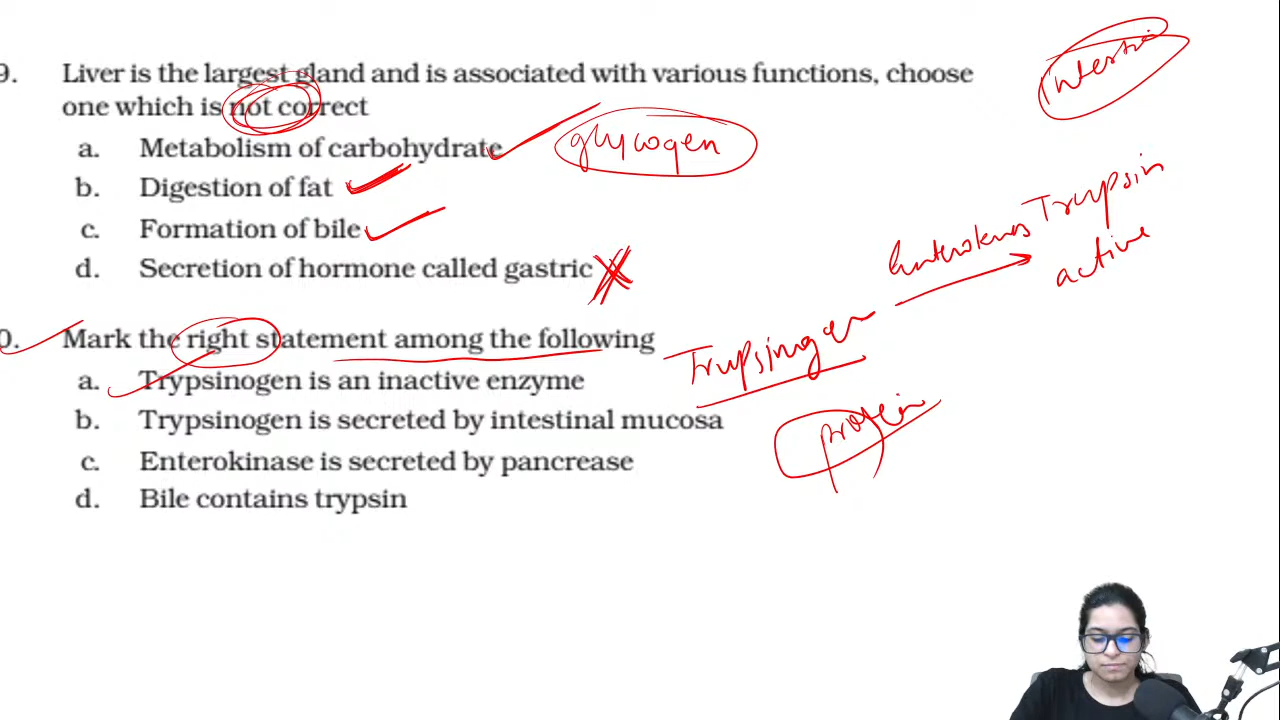 9. Liver is the largest gland and is associated with various functions, choose
one which is not correct
a. Metabolism of carbohydrate
glycogen
b. Digestion of fat
c. Formation of bile
d. Secretion of hormone called gastric
0. Mark the right statement among the following
a. Trypsinogen is an inactive enzyme
b. Trypsinogen is secreted by intestinal mucosa
c. Enterokinase is secreted by pancrease
d. Bile contains trypsin
Trypsin
active
Trypsinogen
protein